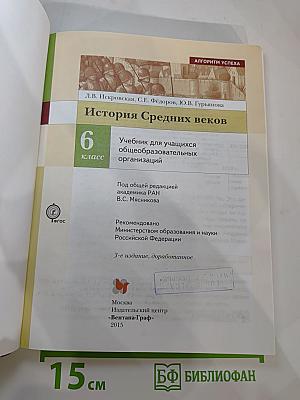 АЛГОРИТМ УСПЕХА
Л.В. Искровская, С.Е. Фёдоров, Ю.В. Гурьянова
История Средних веков
6
класс
Учебник для учащихся
общеобразовательных
организаций
Под общей редакцией
академика РАН
В.С. Мясникова
ФГОС
Рекомендовано
Министерством образования и науки
Российской Федерации
3-е издание, доработанное
Москва
Издательский центр
«Вентана-Граф»
2015
15 см
БФ БИБЛИОФАН